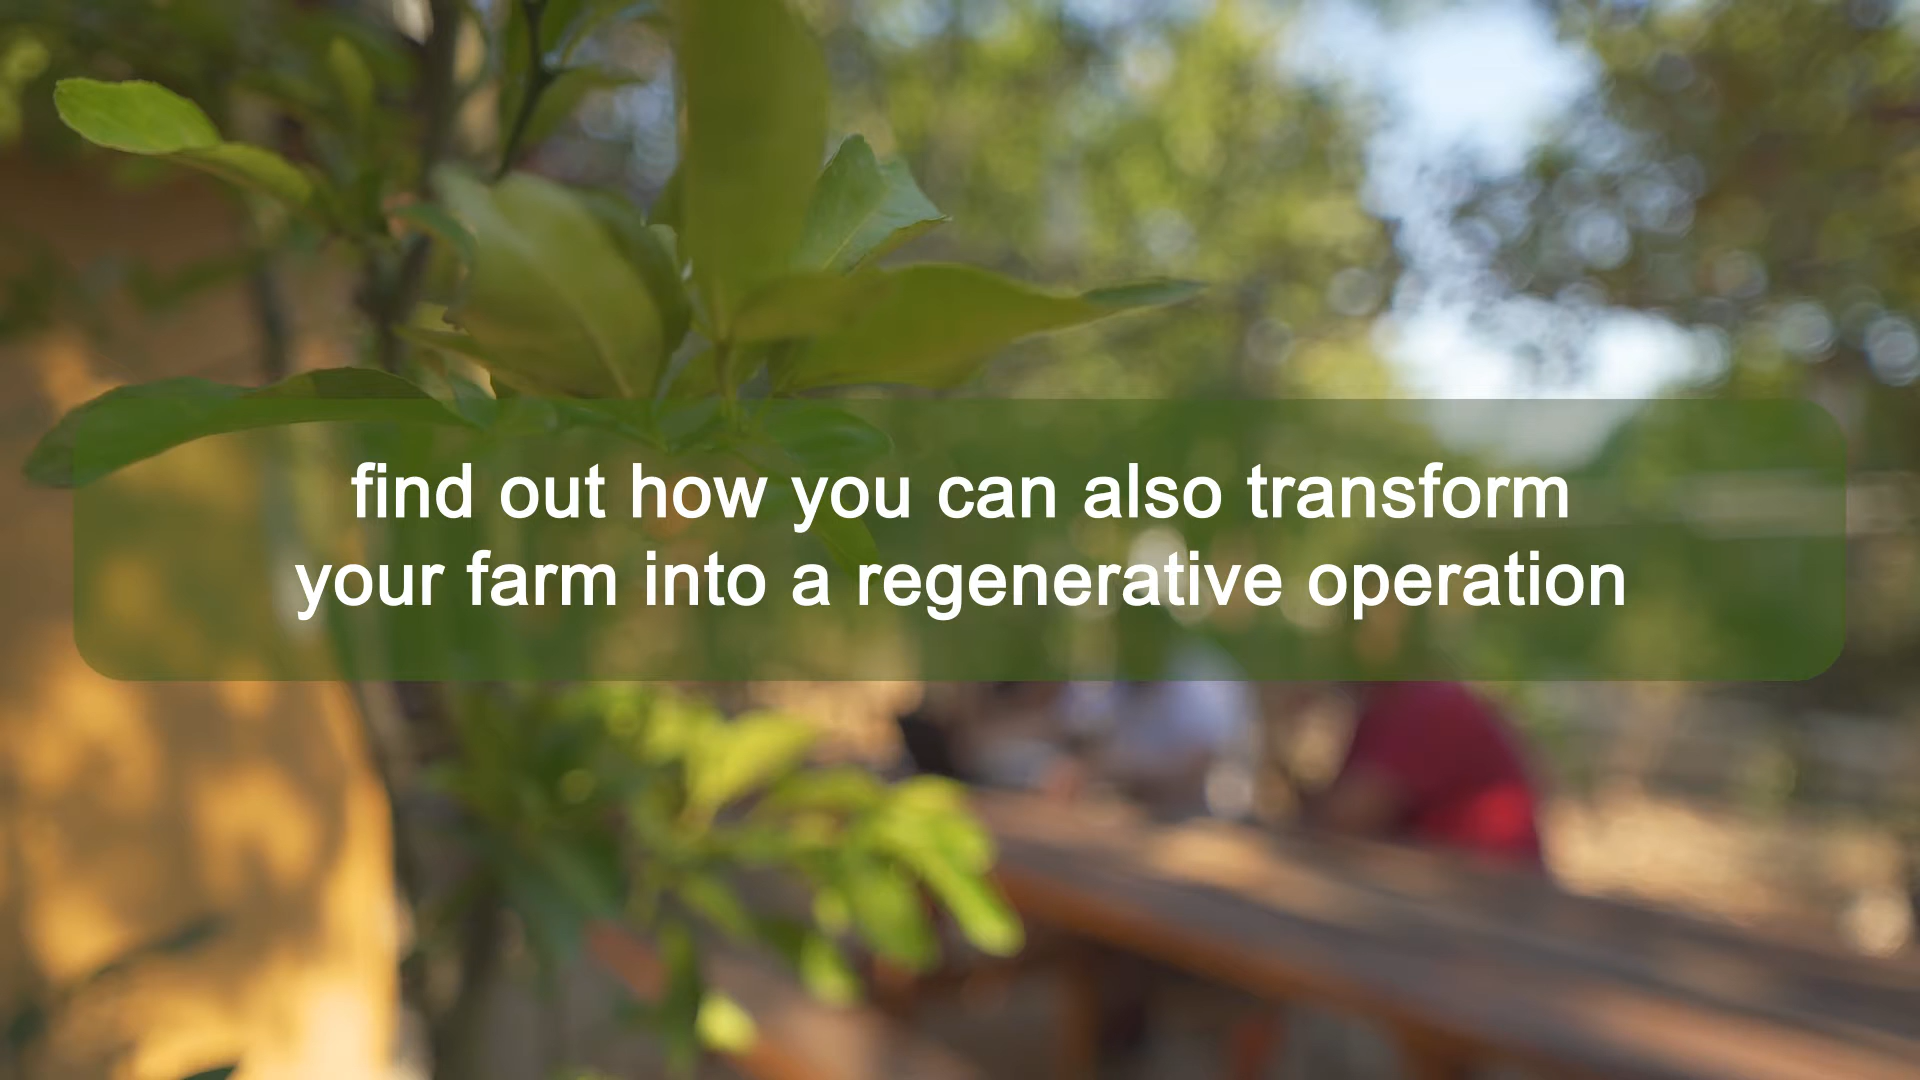 find out how you can also transform
your farm into a regenerative operation